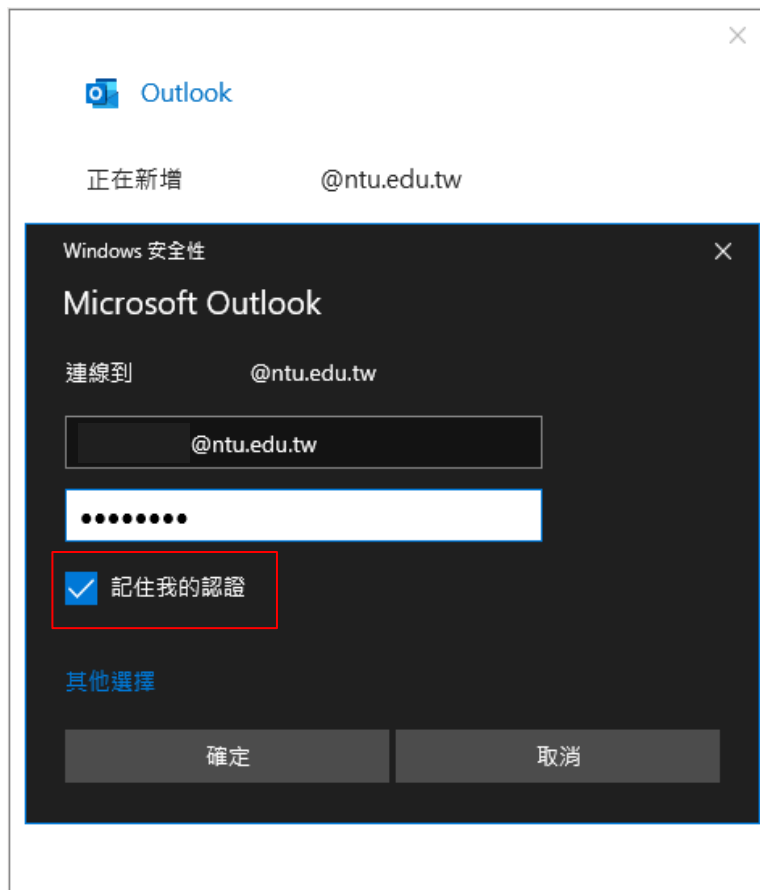 Outlook
正在新增 @ntu.edu.tw
Windows 安全性
Microsoft Outlook
連線到 @ntu.edu.tw
@ntu.edu.tw
••••••••
記住我的認證
其他選擇
確定 取消